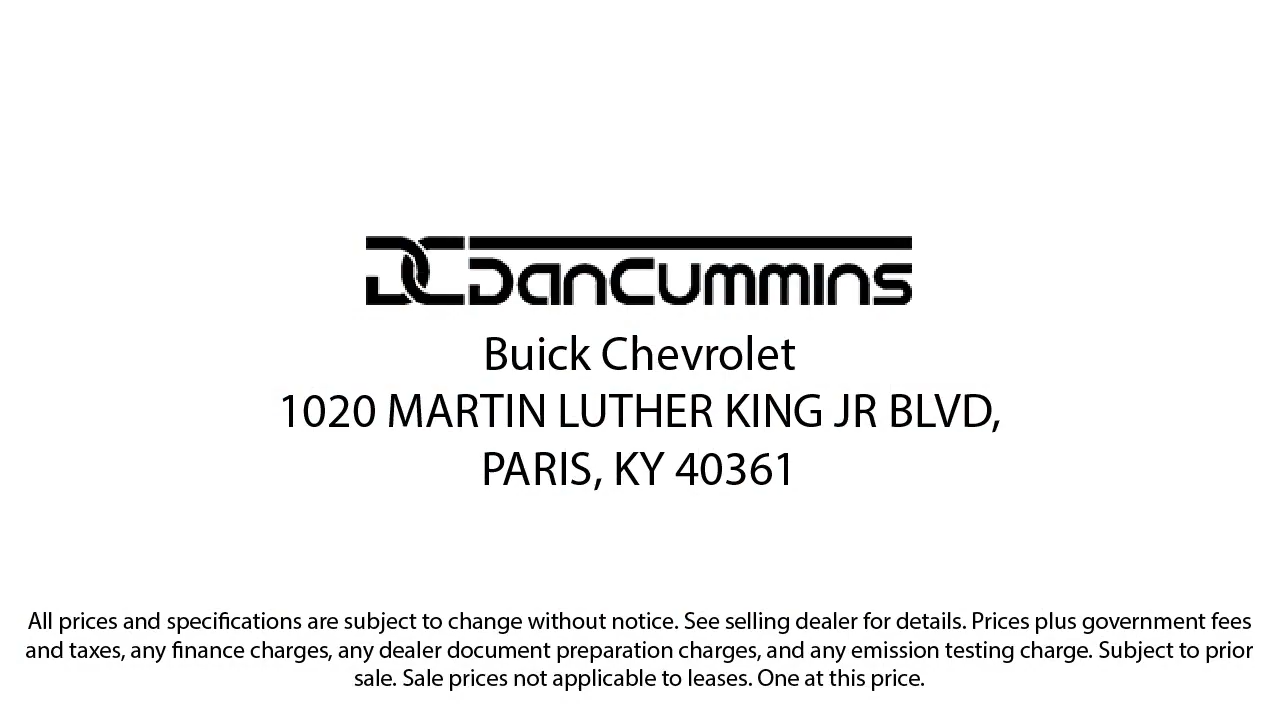 DC DanCummins
Buick Chevrolet
1020 MARTIN LUTHER KING JR BLVD,
PARIS, KY 40361
All prices and specifications are subject to change without notice. See selling dealer for details. Prices plus government fees
and taxes, any finance charges, any dealer document preparation charges, and any emission testing charge. Subject to prior
sale. Sale prices not applicable to leases. One at this price.